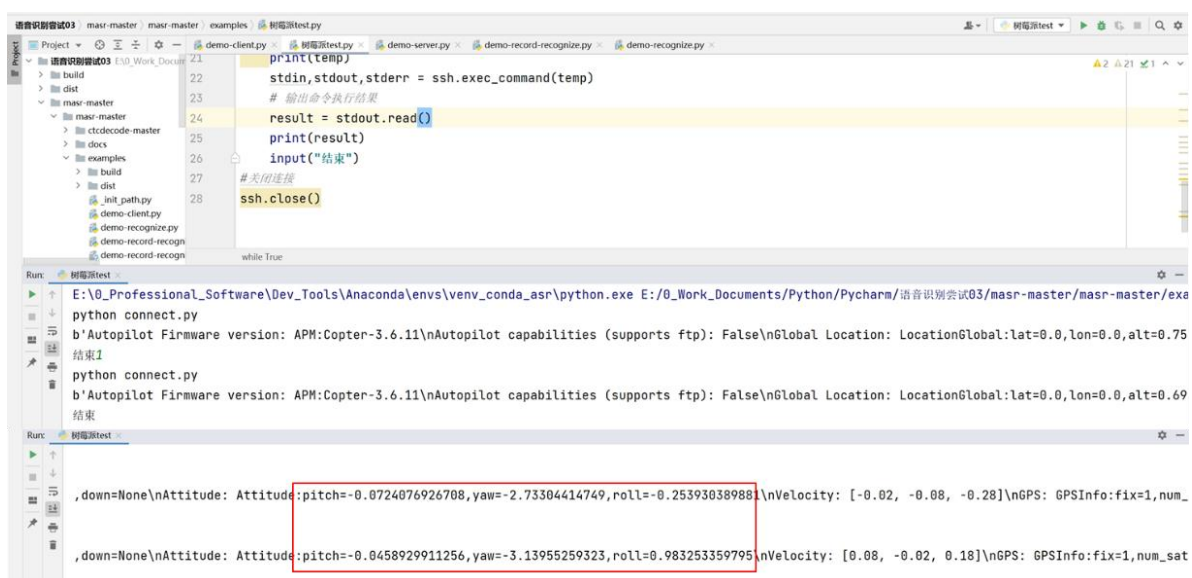 语音识别尝试03 masr-master masr-master examples 树莓派test.py 树莓派test
Project demo-client.py 树莓派test.py demo-server.py demo-record-recognize.py demo-recognize.py
Project
语音识别尝试03 E:\0_Work_Docum
build
dist
masr-master
masr-master
ctcdecode-master
docs
examples
build
dist
_init_path.py
demo-client.py
demo-recognize.py
demo-record-recogn
demo-record-recogn
21 print(temp)
2 21 1
22 stdin,stdout,stderr = ssh.exec_command(temp)
23 # 输出命令执行结果
24 result = stdout.read()
25 print(result)
26 input("结束")
27 #关闭连接
28 ssh.close()
while True
Run: 树莓派test
E:\0_Professional_Software\Dev_Tools\Anaconda\envs\venv_conda_asr\python.exe E:/0_Work_Documents/Python/Pycharm/语音识别尝试03/masr-master/masr-master/exa
python connect.py
b'Autopilot Firmware version: APM:Copter-3.6.11\nAutopilot capabilities (supports ftp): False\nGlobal Location: LocationGlobal:lat=0.0,lon=0.0,alt=0.75
结束1
python connect.py
b'Autopilot Firmware version: APM:Copter-3.6.11\nAutopilot capabilities (supports ftp): False\nGlobal Location: LocationGlobal:lat=0.0,lon=0.0,alt=0.69
结束
Run: 树莓派test
,down=None\nAttitude: Attitude:pitch=-0.0724076926708,yaw=-2.73304414749,roll=-0.253930389881\nVelocity: [-0.02, -0.08, -0.28]\nGPS: GPSInfo:fix=1,num_
,down=None\nAttitude: Attitude:pitch=-0.0458929911256,yaw=-3.13955259323,roll=0.983253359795\nVelocity: [0.08, -0.02, 0.18]\nGPS: GPSInfo:fix=1,num_sat